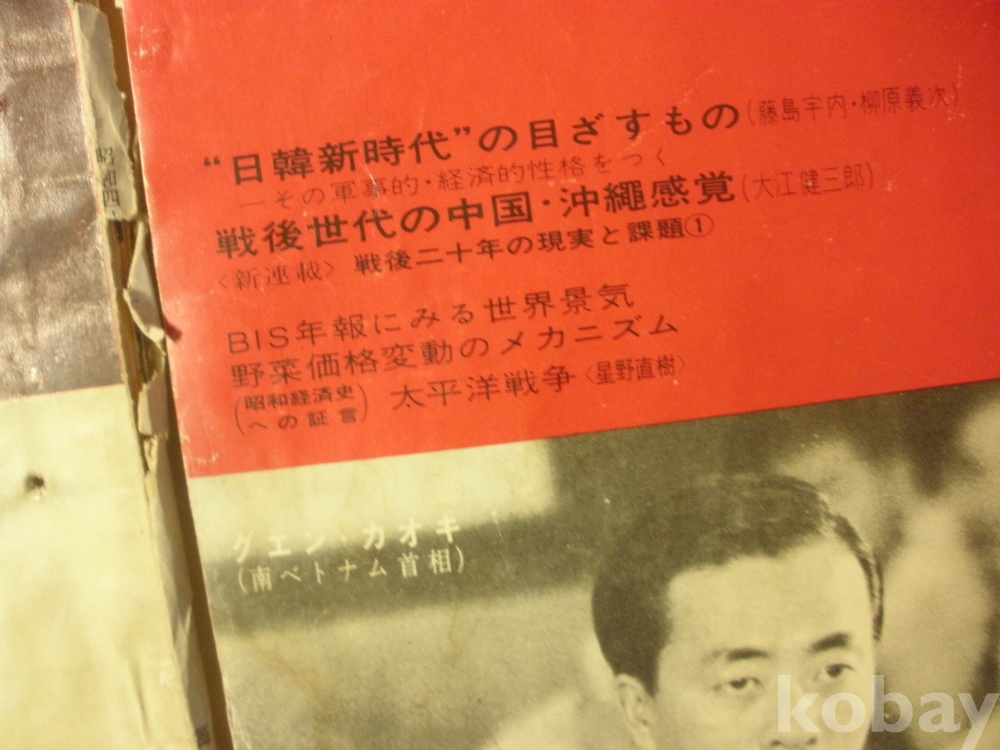 “日韓新時代”の目ざすもの(藤島宇内・柳原義次)
—その軍事的・経済的性格をつく
戦後世代の中国・沖繩感覚(大江健三郎)
〈新連載〉 戦後二十年の現実と課題①
BIS年報にみる世界景気
野菜価格変動のメカニズム
(昭和経済史への証言) 太平洋戦争〈星野直樹〉
グエン・カオキ
(南ベトナム首相)
昭和四
kobay